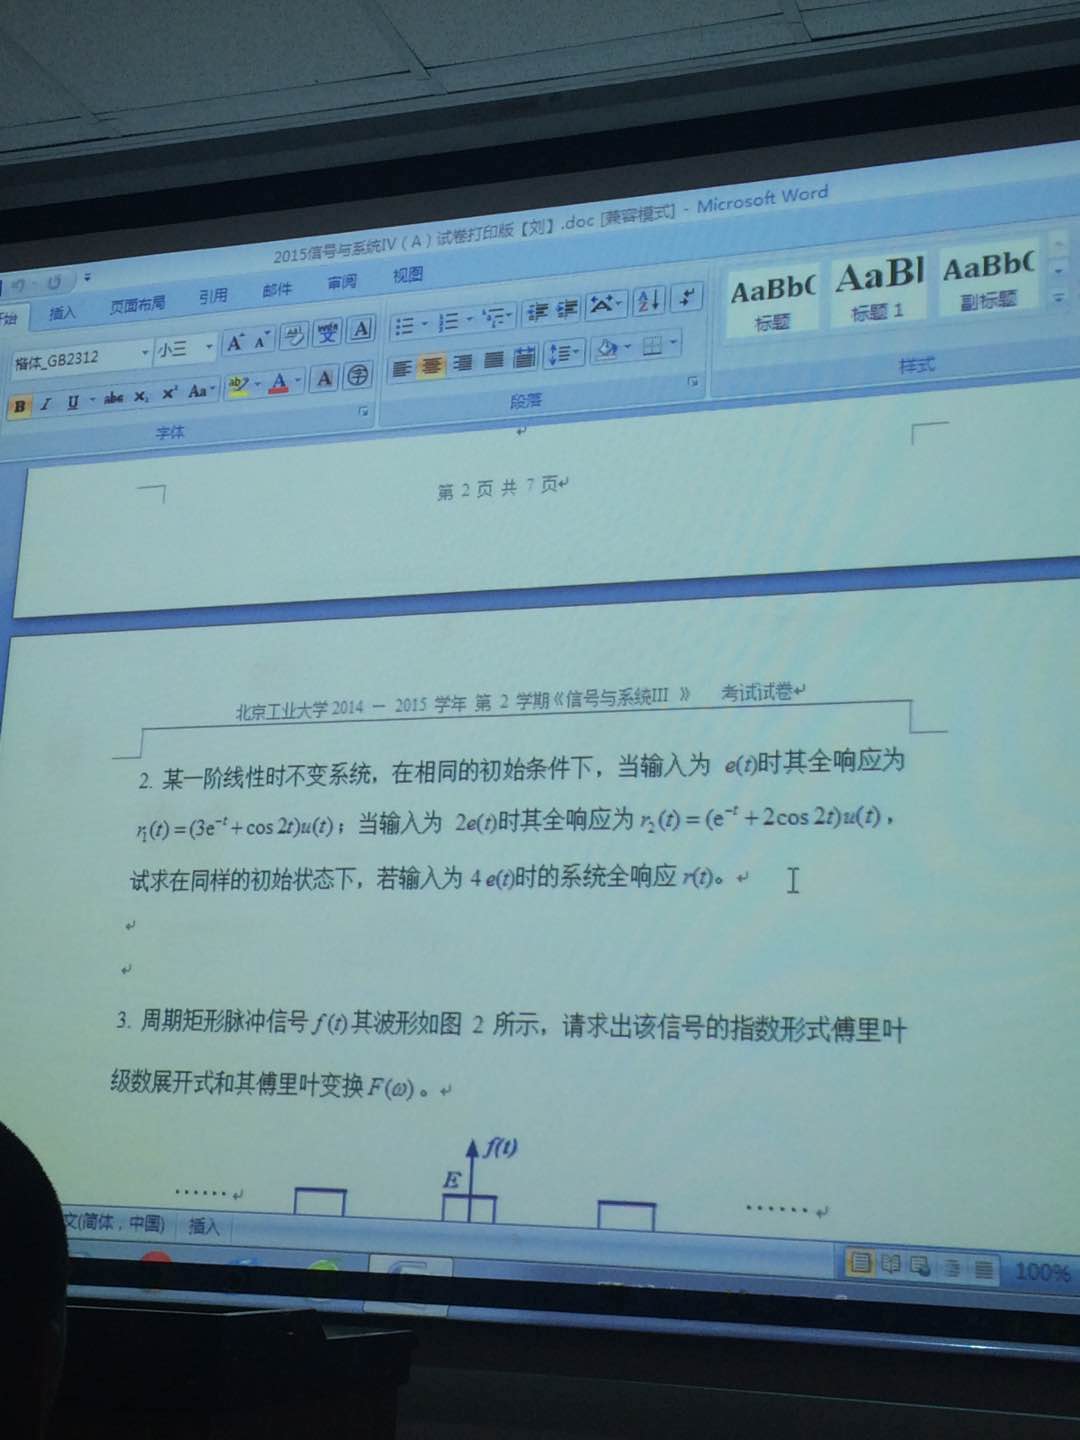 2015信号与系统IV（A）试卷打印版【刘】.doc [兼容模式] - Microsoft Word
插入 页面布局 引用 邮件 审阅 视图
楷体_GB2312 小三
B I U abc x₂ x² Aa ab A A 字
字体
段落
AaBbC AaBl AaBbC
标题 标题 1 副标题
样式
第 2 页 共 7 页
北京工业大学 2014 — 2015 学年 第 2 学期《信号与系统III 》 考试试卷
2. 某一阶线性时不变系统，在相同的初始条件下，当输入为 e(t)时其全响应为
r₁(t)=(3e⁻ᵗ+cos2t)u(t)；当输入为 2e(t)时其全响应为 r₂(t)=(e⁻ᵗ+2cos2t)u(t)，
试求在同样的初始状态下，若输入为 4e(t)时的系统全响应 r(t)。
3. 周期矩形脉冲信号 f(t)其波形如图 2 所示，请求出该信号的指数形式傅里叶
级数展开式和其傅里叶变换 F(ω)。
f(t)
E
······ ······
文(简体，中国) 插入
100%